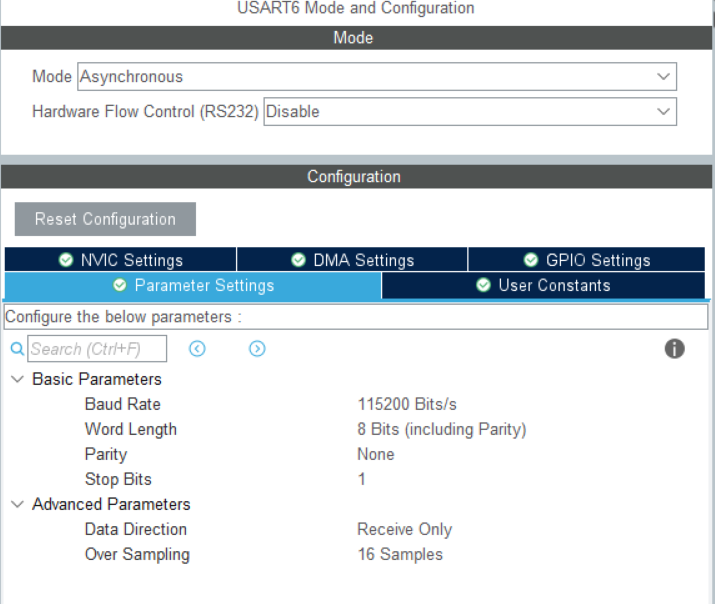 USART6 Mode and Configuration
Mode
Mode Asynchronous
Hardware Flow Control (RS232) Disable
Configuration
Reset Configuration
NVIC Settings DMA Settings GPIO Settings
Parameter Settings User Constants
Configure the below parameters :
Search (Ctrl+F)
Basic Parameters
Baud Rate 115200 Bits/s
Word Length 8 Bits (including Parity)
Parity None
Stop Bits 1
Advanced Parameters
Data Direction Receive Only
Over Sampling 16 Samples